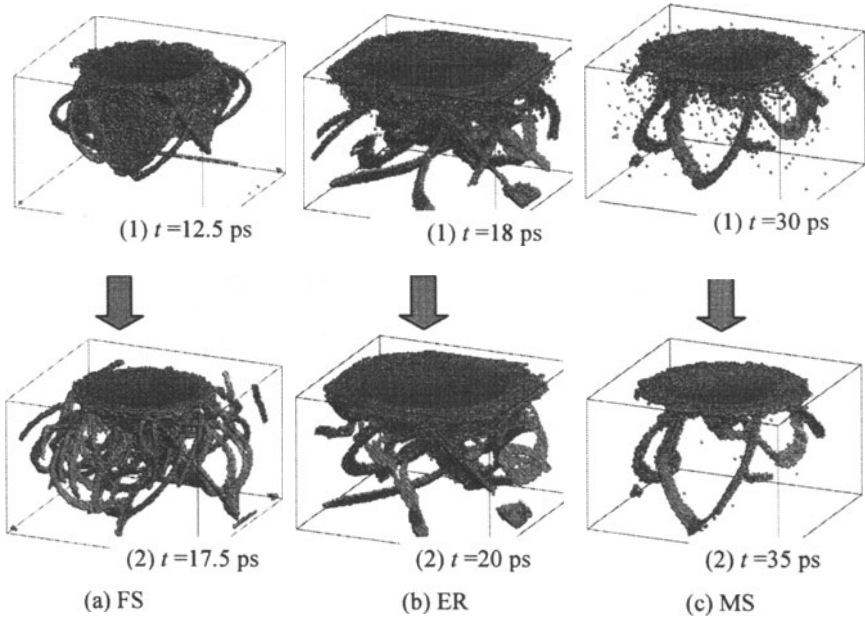 (1) t =12.5 ps
(1) t =18 ps
(1) t =30 ps
(2) t =17.5 ps
(2) t =20 ps
(2) t =35 ps
(a) FS
(b) ER
(c) MS